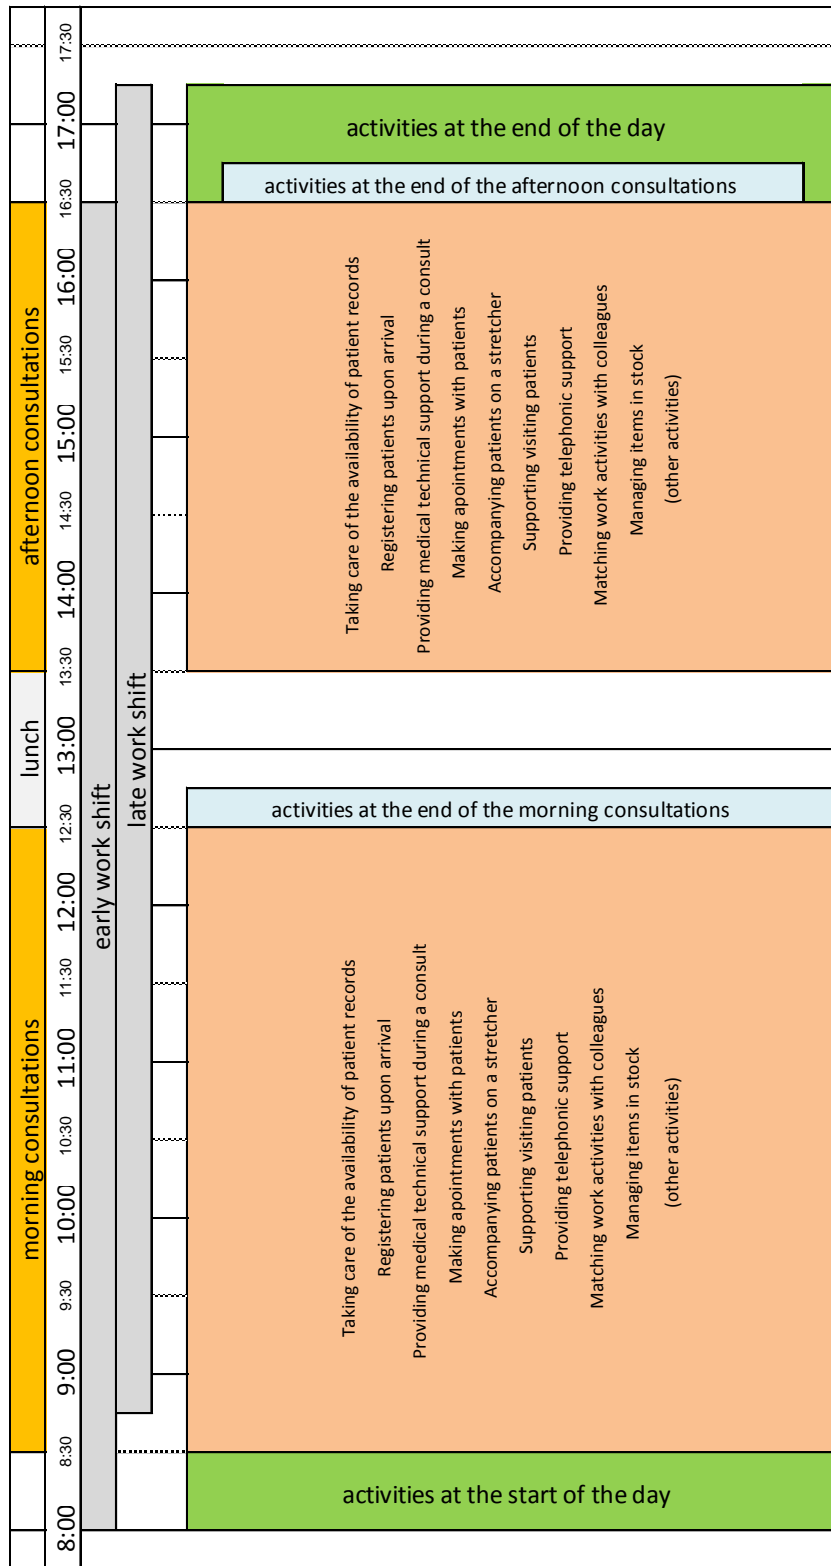 morning consultations
lunch
afternoon consultations
8:00
8:30
9:00
9:30
10:00
10:30
11:00
11:30
12:00
12:30
13:00
13:30
14:00
14:30
15:00
15:30
16:00
16:30
17:00
17:30
early work shift
late work shift
activities at the end of the day
activities at the end of the afternoon consultations
Taking care of the availability of patient records
Registering patients upon arrival
Providing medical technical support during a consult
Making apointments with patients
Accompanying patients on a stretcher
Supporting visiting patients
Providing telephonic support
Matching work activities with colleagues
Managing items in stock
(other activities)
activities at the end of the morning consultations
Taking care of the availability of patient records
Registering patients upon arrival
Providing medical technical support during a consult
Making apointments with patients
Accompanying patients on a stretcher
Supporting visiting patients
Providing telephonic support
Matching work activities with colleagues
Managing items in stock
(other activities)
activities at the start of the day